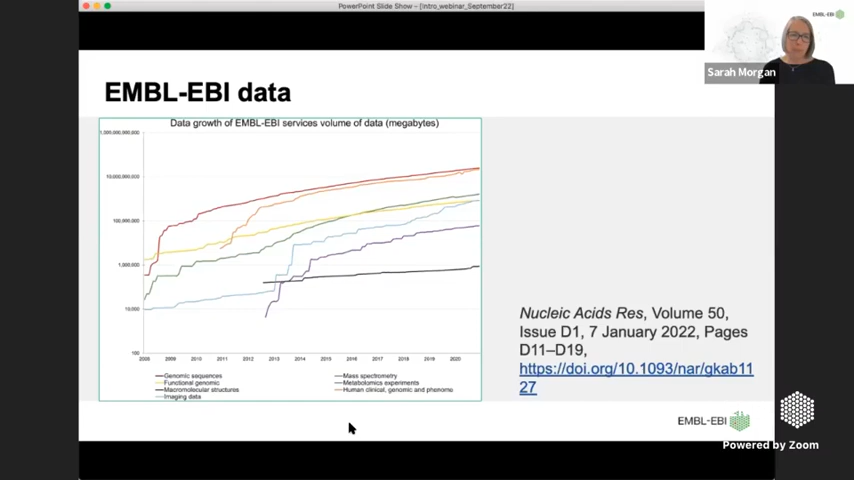 PowerPoint Slide Show - [Intro_webinar_September22]
EMBL-EBI
Sarah Morgan
EMBL-EBI data
Data growth of EMBL-EBI services volume of data (megabytes)
1,000,000,000,000
10,000,000,000
100,000,000
1,000,000
10,000
100
2008 2009 2010 2011 2012 2013 2014 2015 2016 2017 2018 2019 2020
Genomic sequences
Mass spectrometry
Functional genomic
Metabolomics experiments
Macromolecular structures
Human clinical, genomic and phenome
Imaging data
Nucleic Acids Res, Volume 50,
Issue D1, 7 January 2022, Pages
D11–D19,
https://doi.org/10.1093/nar/gkab11
27
EMBL-EBI
Powered by Zoom